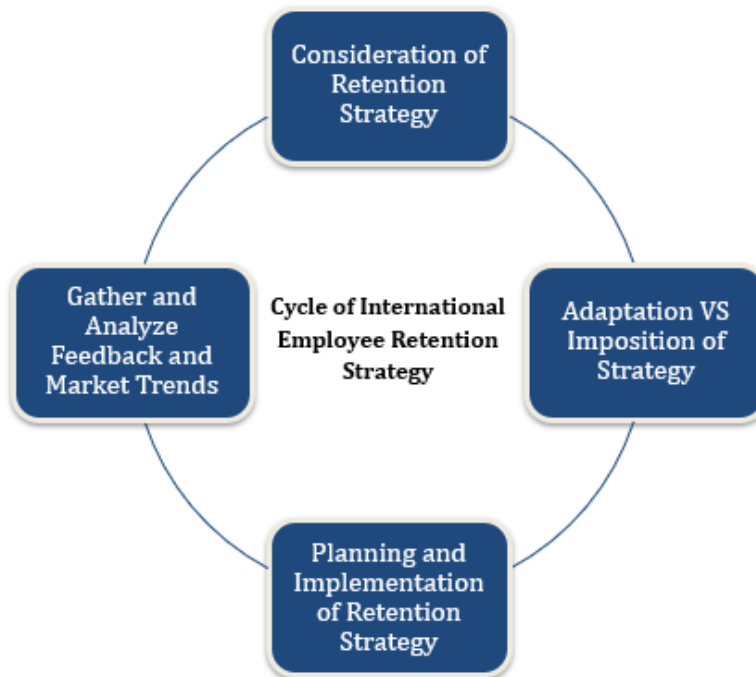 Consideration of
Retention
Strategy
Gather and
Analyze
Feedback and
Market Trends
Cycle of International
Employee Retention
Strategy
Adaptation VS
Imposition of
Strategy
Planning and
Implementation
of Retention
Strategy